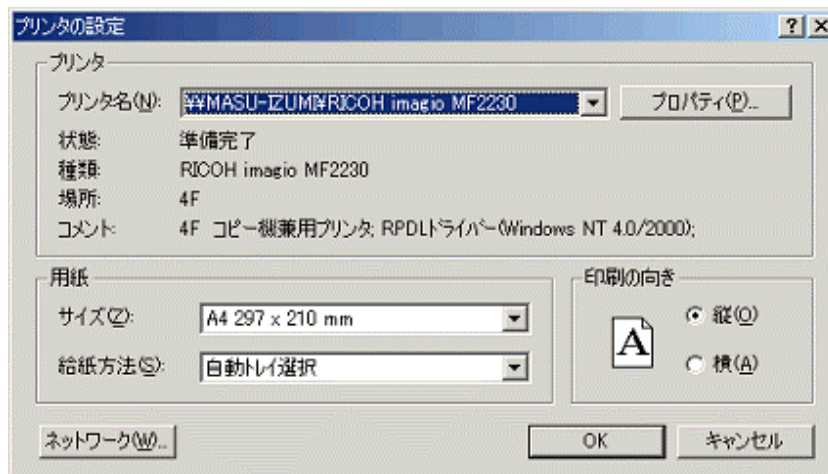 プリンタの設定
プリンタ
プリンタ名(N): ¥¥MASU-IZUMI¥RICOH imagio MF2230 プロパティ(P)...
状態: 準備完了
種類: RICOH imagio MF2230
場所: 4F
コメント: 4F コピー機兼用プリンタ; RPDLドライバー(Windows NT 4.0/2000);
用紙
サイズ(Z): A4 297 x 210 mm
給紙方法(S): 自動トレイ選択
印刷の向き
A
縦(O)
横(A)
ネットワーク(W)... OK キャンセル